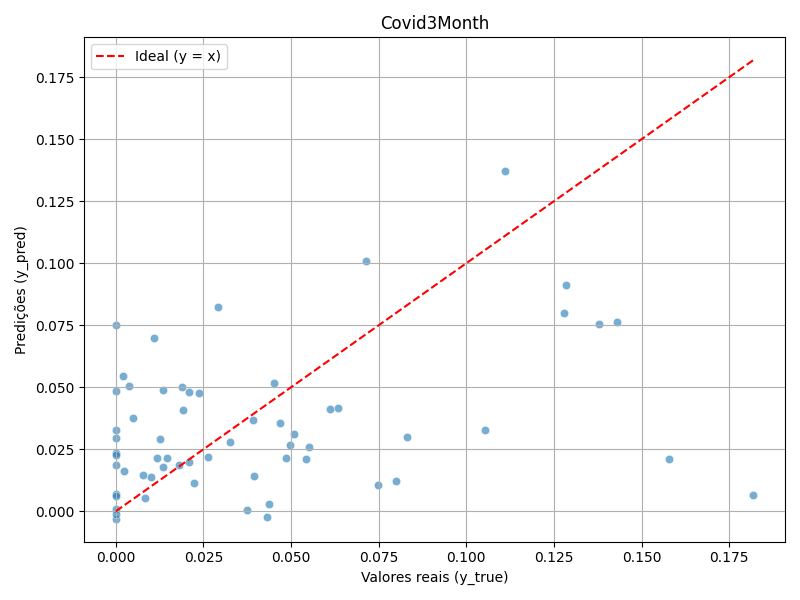 Covid3Month
Ideal (y = x)
Predições (y_pred)
0.175
0.150
0.125
0.100
0.075
0.050
0.025
0.000
0.000 0.025 0.050 0.075 0.100 0.125 0.150 0.175
Valores reais (y_true)